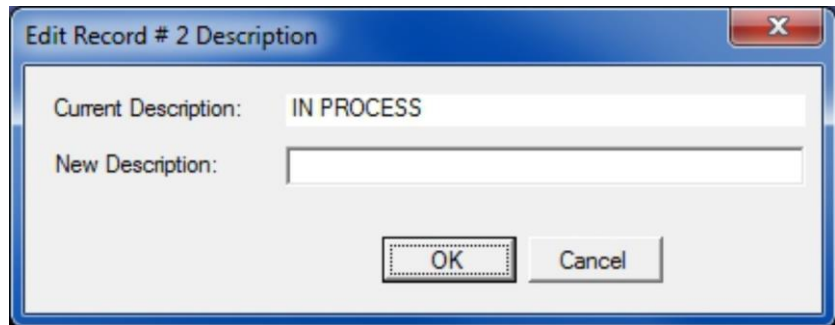 Edit Record # 2 Description
Current Description: IN PROCESS
New Description:
OK Cancel